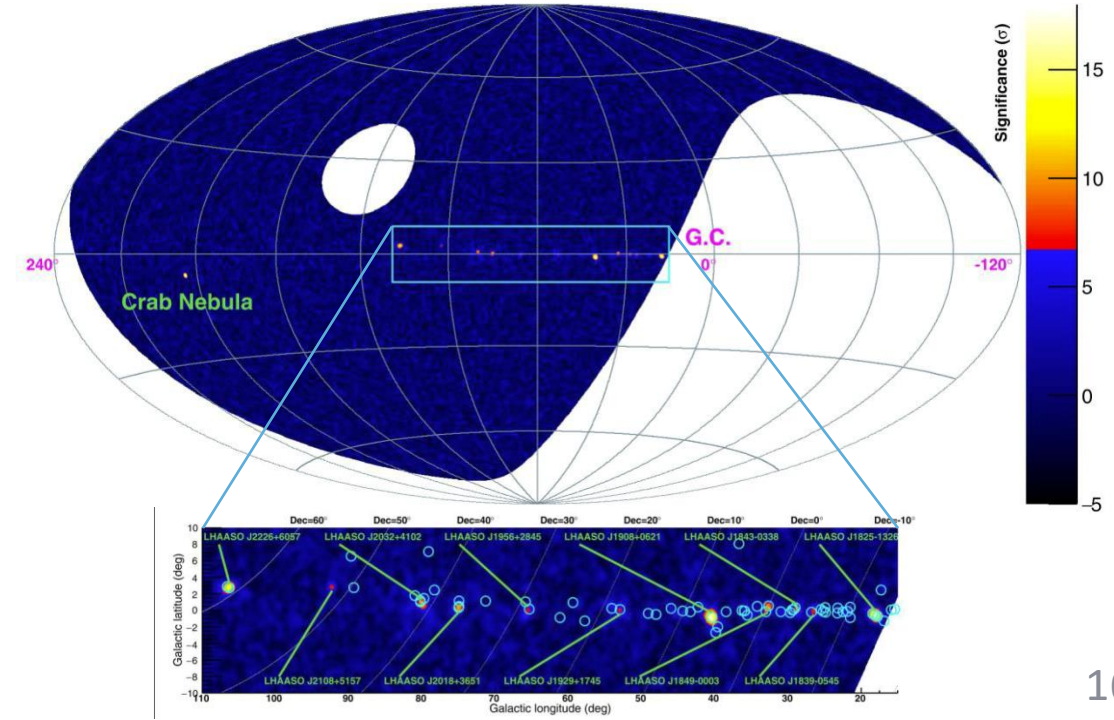 Significance (σ)
15
10
5
0
−5
G.C.
240°
0°
-120°
Crab Nebula
Dec=60° Dec=50° Dec=40° Dec=30° Dec=20° Dec=10° Dec=0° Dec=-10°
LHAASO J2226+6057 LHAASO J2032+4102 LHAASO J1956+2845 LHAASO J1908+0621 LHAASO J1843-0338 LHAASO J1825-1326
LHAASO J2108+5157 LHAASO J2018+3651 LHAASO J1929+1745 LHAASO J1849-0003 LHAASO J1839-0545
Galactic latitude (deg)
10
8
6
4
2
0
−2
−4
−6
−8
−10
110 100 90 80 70 60 50 40 30 20
Galactic longitude (deg)